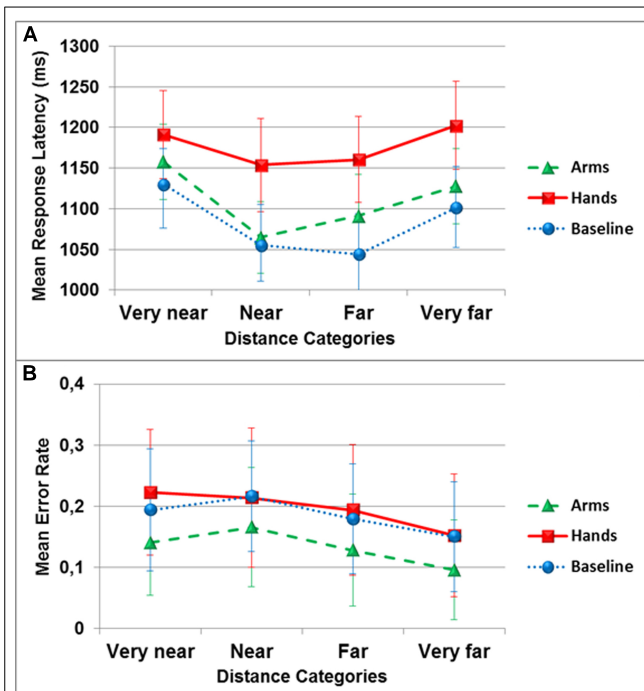 A
Mean Response Latency (ms)
1300
1250
1200
1150
1100
1050
1000
Very near Near Far Very far
Distance Categories
Arms
Hands
Baseline
B
Mean Error Rate
0,4
0,3
0,2
0,1
0
Very near Near Far Very far
Distance Categories
Arms
Hands
Baseline